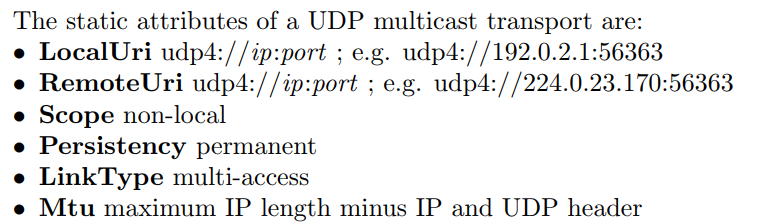 The static attributes of a UDP multicast transport are:
• LocalUri udp4://ip:port ; e.g. udp4://192.0.2.1:56363
• RemoteUri udp4://ip:port ; e.g. udp4://224.0.23.170:56363
• Scope non-local
• Persistency permanent
• LinkType multi-access
• Mtu maximum IP length minus IP and UDP header